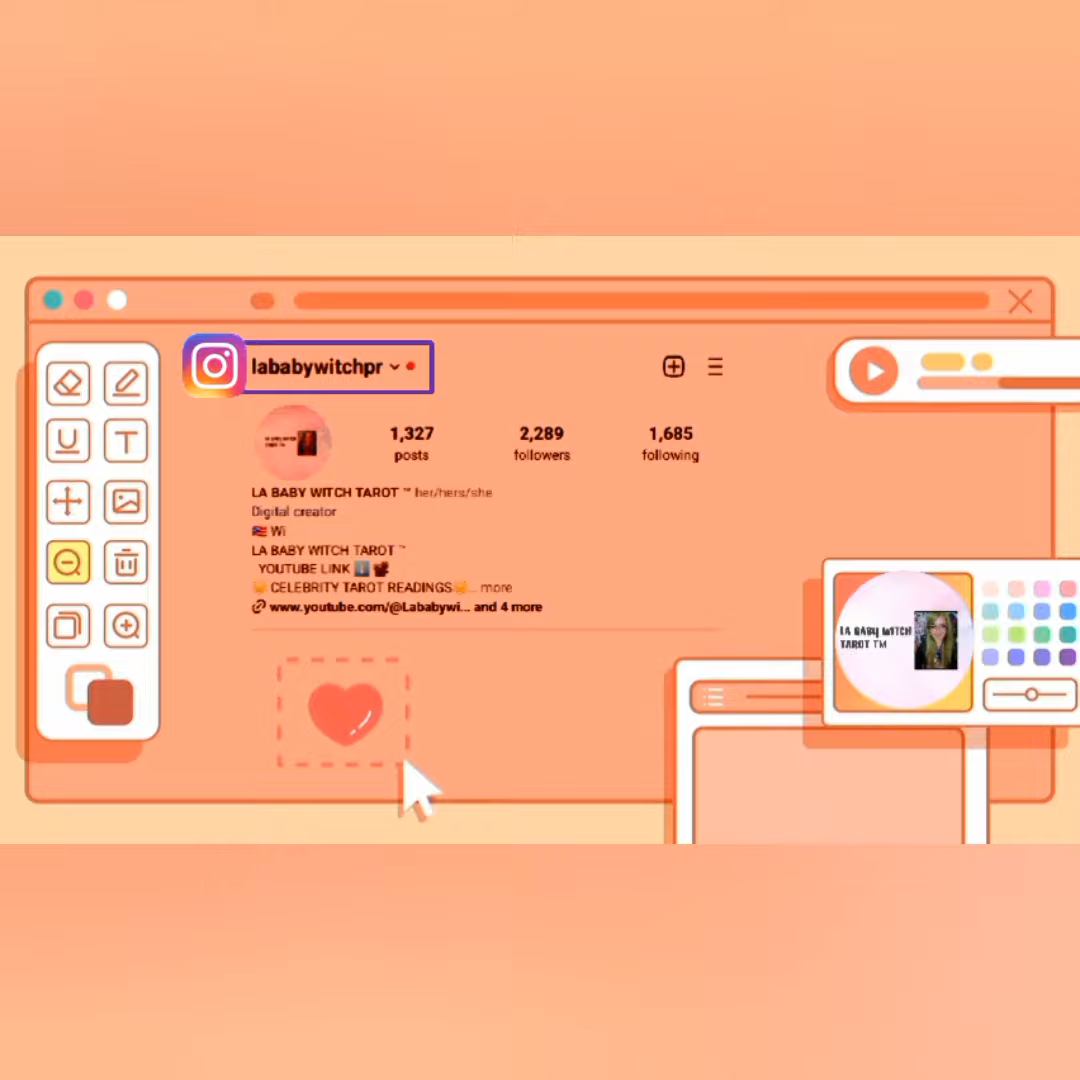 lababywitchpr
1,327 2,289 1,685
posts followers following
LA BABY WITCH TAROT ™ her/hers/she
Digital creator
🇵🇷 Wi
LA BABY WITCH TAROT ™
YOUTUBE LINK ⬇️
CELEBRITY TAROT READINGS ... more
www.youtube.com/@Lababywi... and 4 more
LA BABY WITCH
TAROT TM
U T